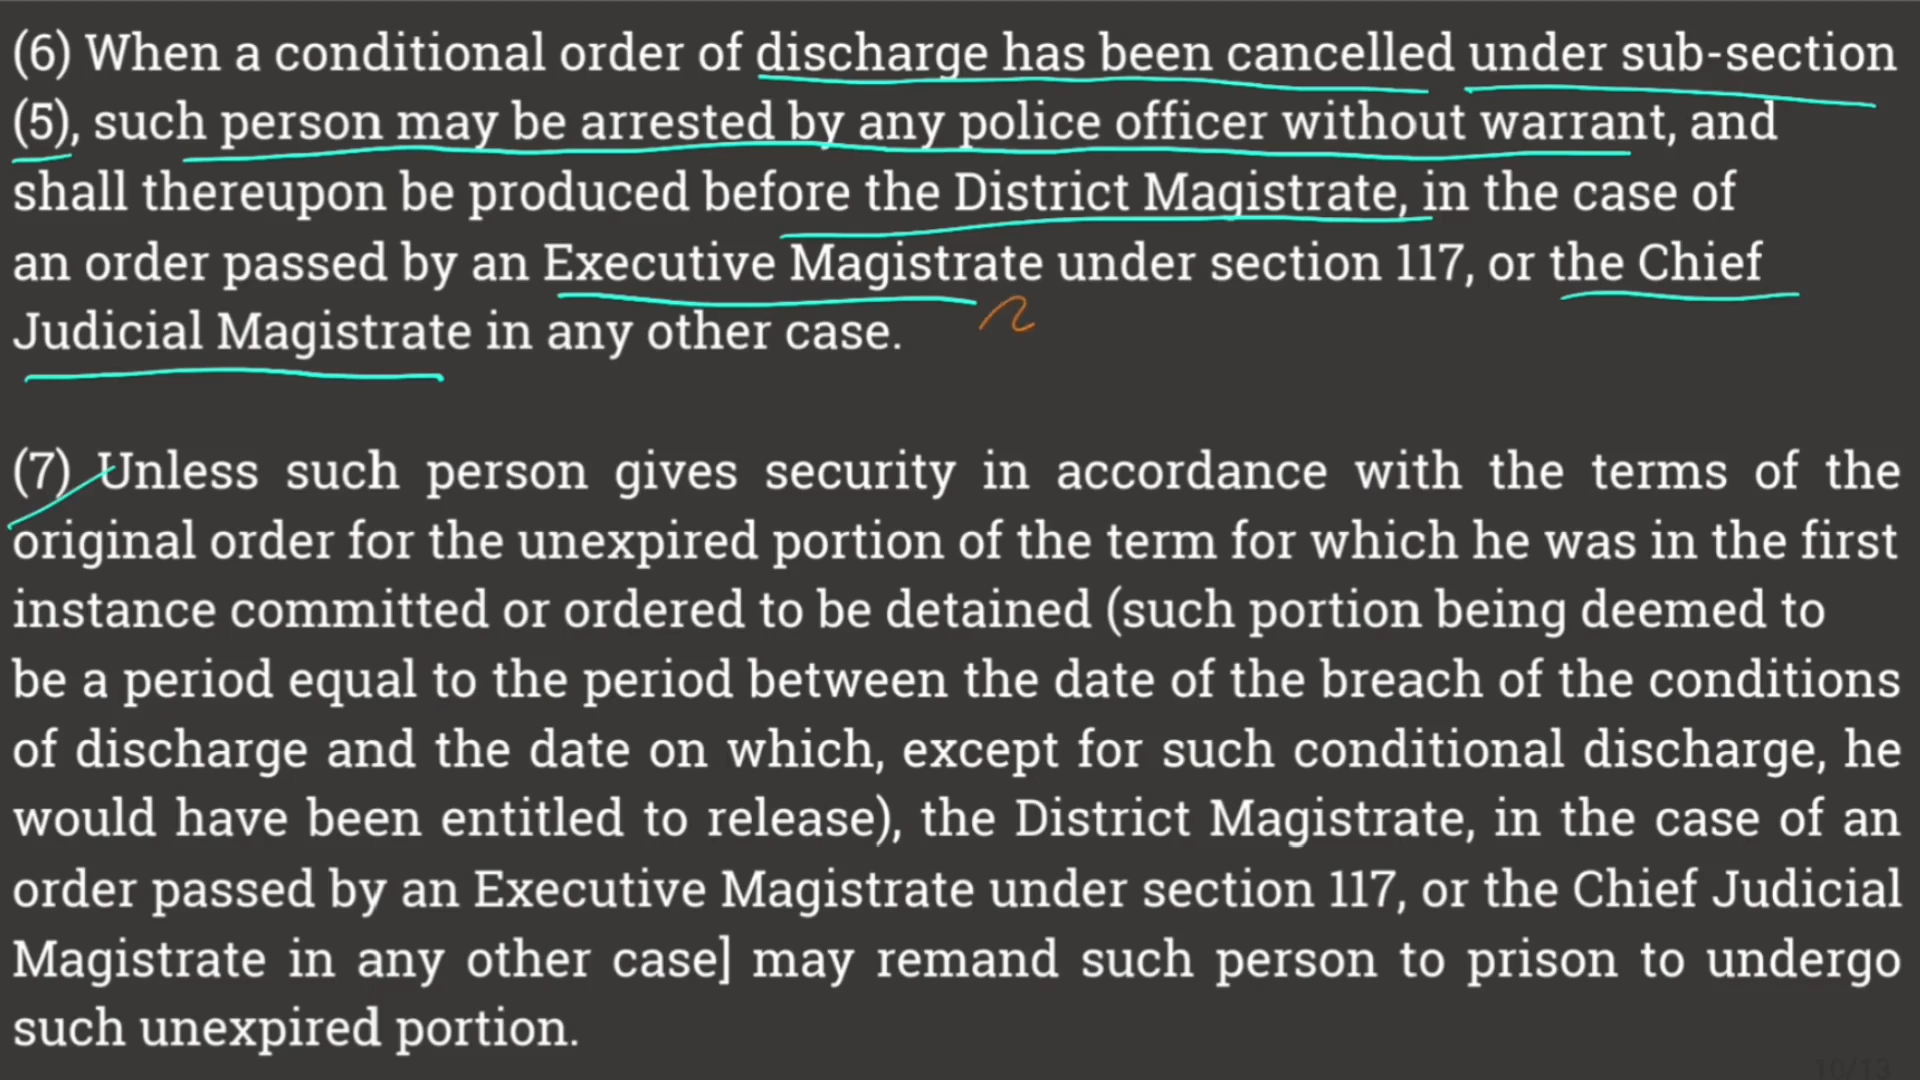 (6) When a conditional order of discharge has been cancelled under sub-section
(5), such person may be arrested by any police officer without warrant, and
shall thereupon be produced before the District Magistrate, in the case of
an order passed by an Executive Magistrate under section 117, or the Chief
Judicial Magistrate in any other case.
(7) Unless such person gives security in accordance with the terms of the
original order for the unexpired portion of the term for which he was in the first
instance committed or ordered to be detained (such portion being deemed to
be a period equal to the period between the date of the breach of the conditions
of discharge and the date on which, except for such conditional discharge, he
would have been entitled to release), the District Magistrate, in the case of an
order passed by an Executive Magistrate under section 117, or the Chief Judicial
Magistrate in any other case] may remand such person to prison to undergo
such unexpired portion.
10/13